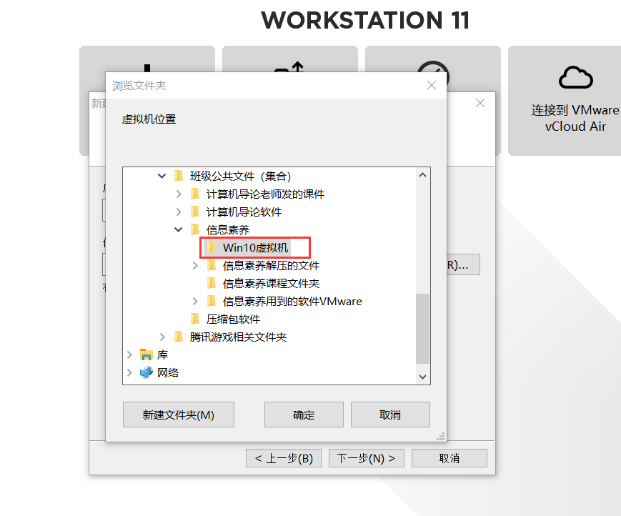 WORKSTATION 11
浏览文件夹
虚拟机位置
连接到 VMware
vCloud Air
班级公共文件（集合）
计算机导论老师发的课件
计算机导论软件
信息素养
Win10虚拟机
信息素养解压的文件
R)...
信息素养课程文件夹
信息素养用到的软件VMware
压缩包软件
腾讯游戏相关文件夹
库
网络
新建文件夹(M) 确定 取消
< 上一步(B) 下一步(N) > 取消